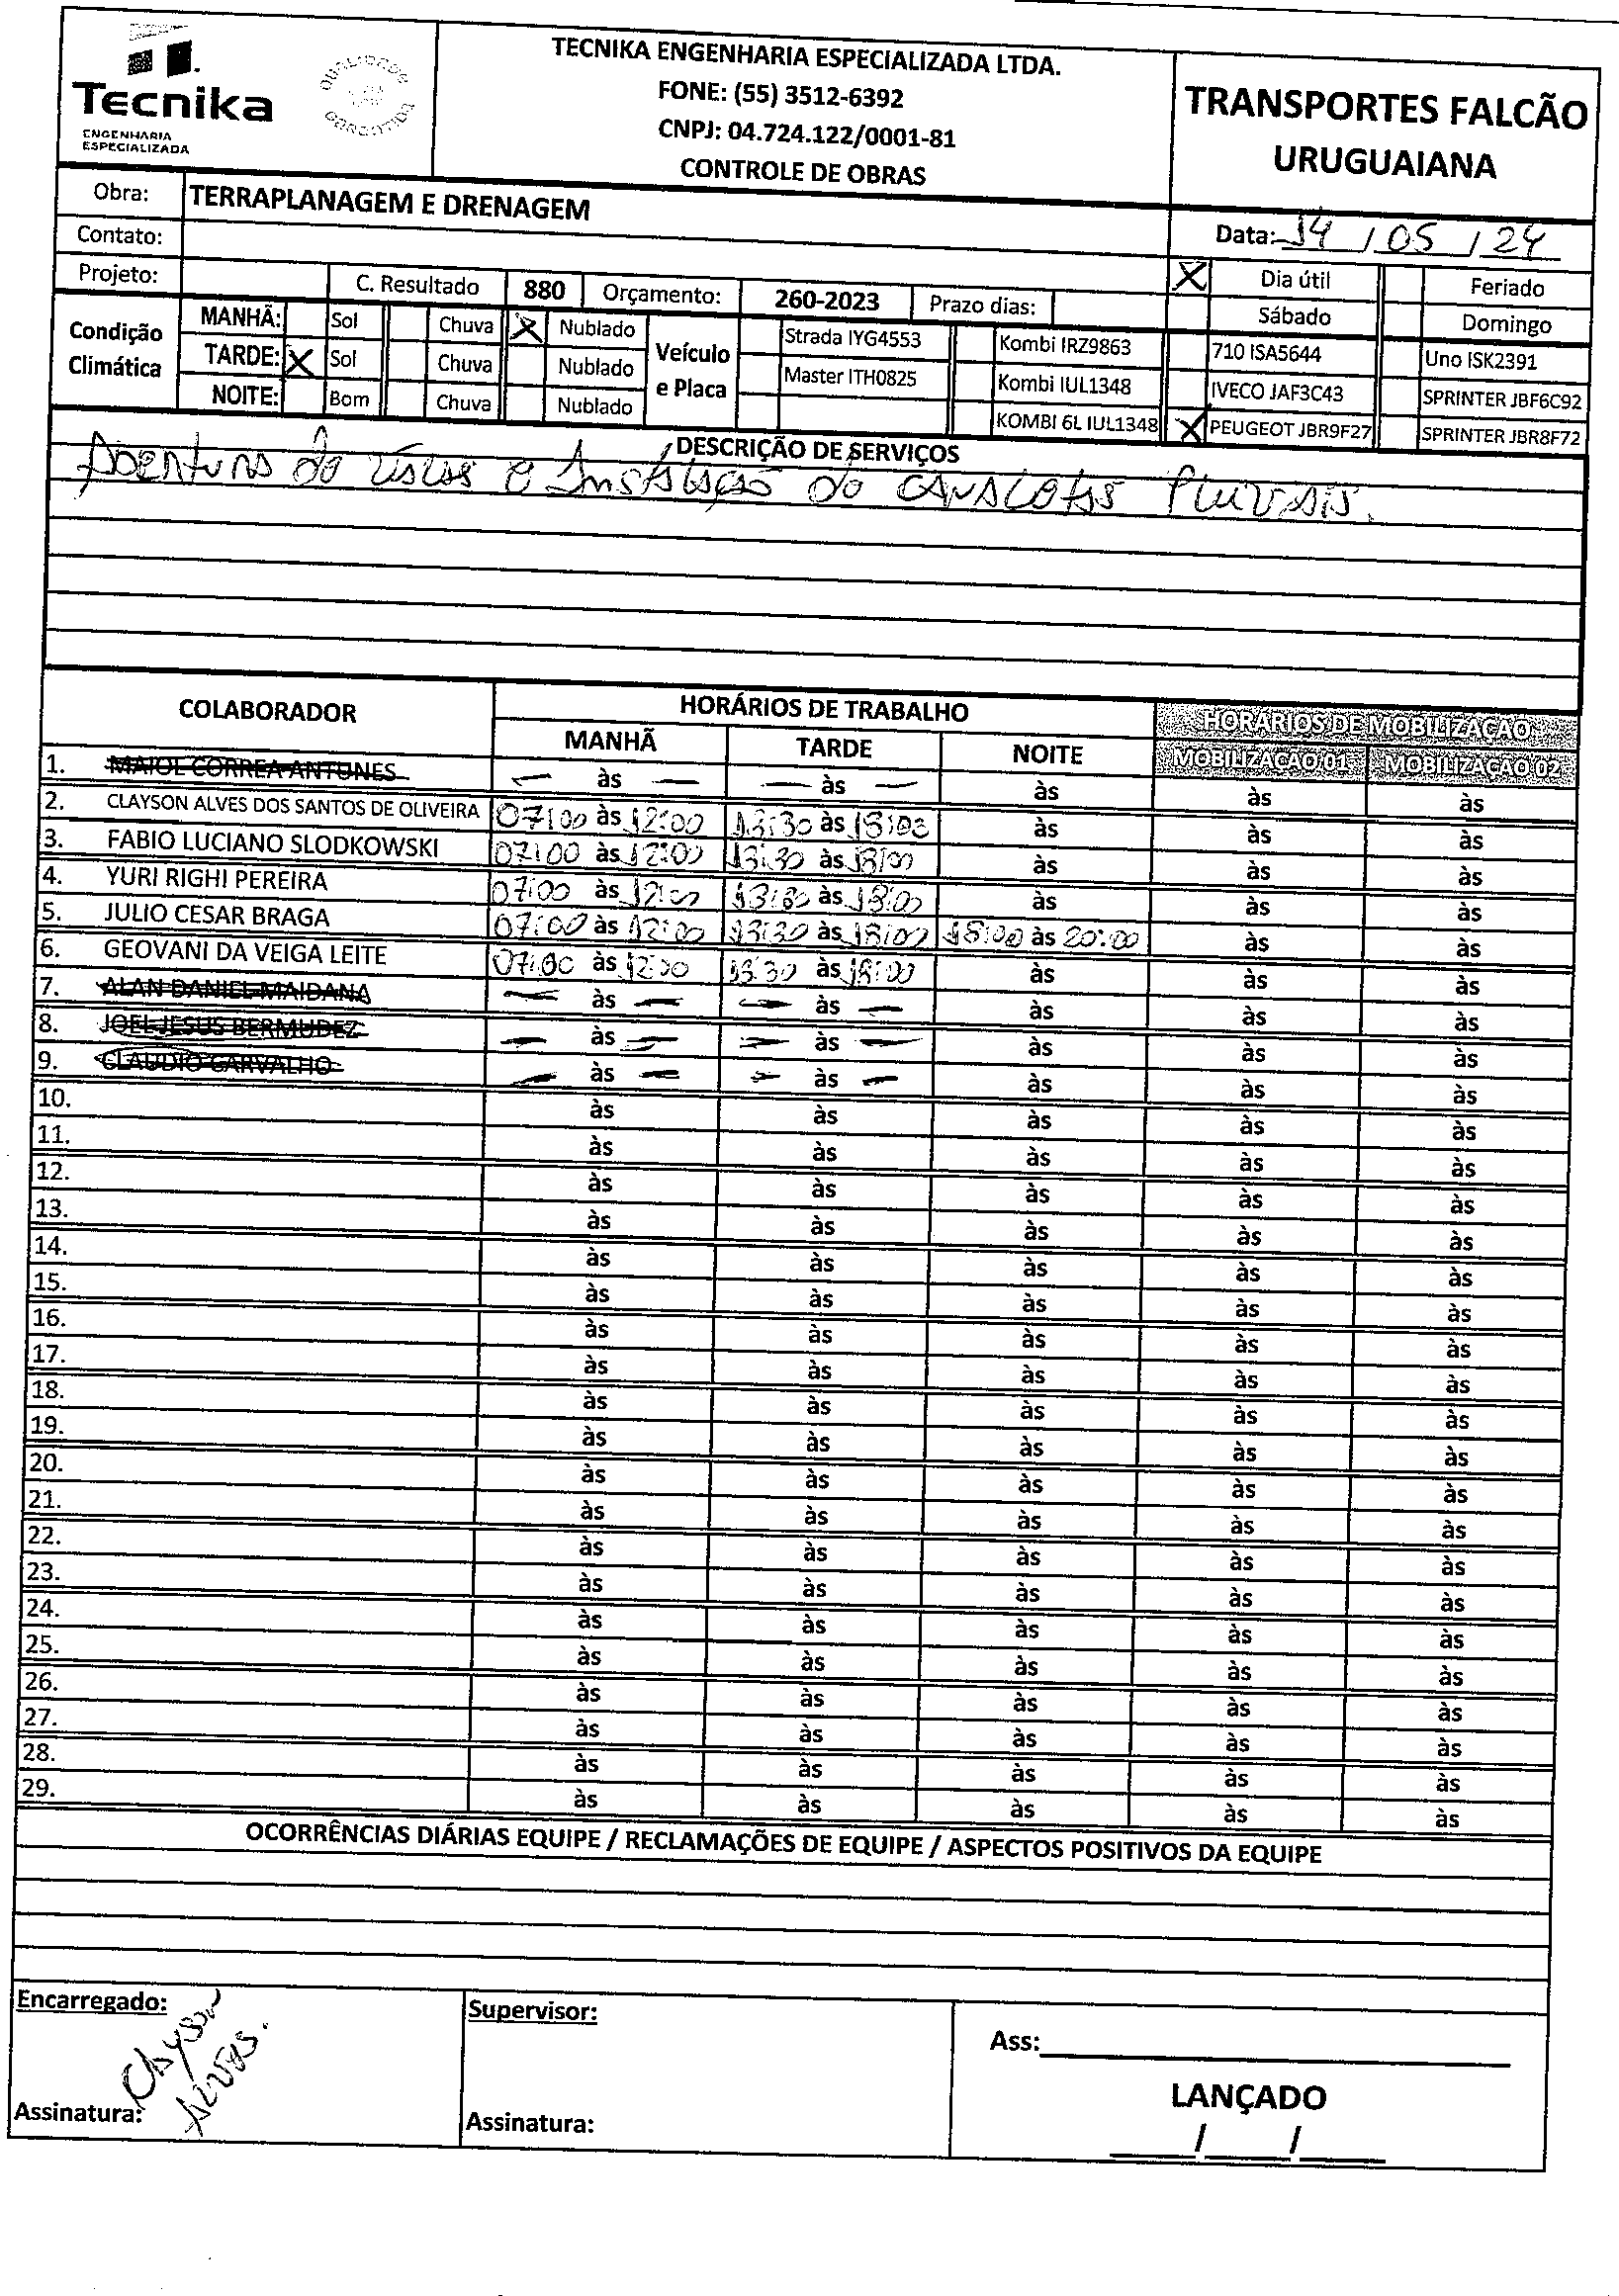 Tecnika
ENGENHARIA
ESPECIALIZADA
QUALIDADE
GARANTIDA
TECNIKA ENGENHARIA ESPECIALIZADA LTDA.
FONE: (55) 3512-6392
CNPJ: 04.724.122/0001-81
CONTROLE DE OBRAS
TRANSPORTES FALCÃO
URUGUAIANA
Obra: TERRAPLANAGEM E DRENAGEM
Contato:
Data: 14 / 05 / 24
Projeto: C. Resultado 880 Orçamento: 260-2023 Prazo dias: X Dia útil Feriado
Sábado Domingo
Condição Climática
MANHÃ: Sol Chuva X Nublado
TARDE: X Sol Chuva Nublado
NOITE: Bom Chuva Nublado
Veículo e Placa
Strada IYG4553 Kombi IRZ9863 710 ISA5644 Uno ISK2391
Master ITH0825 Kombi IUL1348 IVECO JAF3C43 SPRINTER JBF6C92
KOMBI 6L IUL1348 X PEUGEOT JBR9F27 SPRINTER JBR8F72
DESCRIÇÃO DE SERVIÇOS
Abertura de valas e Instalação de CANALETAS PLUVIAIS.
COLABORADOR HORÁRIOS DE TRABALHO HORÁRIOS DE MOBILIZAÇAO
MANHÃ TARDE NOITE MOBILIZAÇAO 01 MOBILIZAÇAO 02
1. MAIOL CORREA ANTUNES — às — — às — às às às
2. CLAYSON ALVES DOS SANTOS DE OLIVEIRA 07:00 às 12:00 13:30 às 18:00 às às às
3. FABIO LUCIANO SLODKOWSKI 07:00 às 12:00 13:30 às 18:00 às às às
4. YURI RIGHI PEREIRA 07:00 às 12:00 13:30 às 18:00 às às às
5. JULIO CESAR BRAGA 07:00 às 12:00 13:30 às 18:00 18:00 às 20:00 às às
6. GEOVANI DA VEIGA LEITE 07:00 às 12:00 13:30 às 18:00 às às às
7. ALAN DANIEL MAIDANA — às — — às — às às às
8. JOEL JESUS BERMUDEZ — às — — às — às às às
9. CLAUDIO CARVALHO — às — — às — às às às
10. às às às às às
11. às às às às às
12. às às às às às
13. às às às às às
14. às às às às às
15. às às às às às
16. às às às às às
17. às às às às às
18. às às às às às
19. às às às às às
20. às às às às às
21. às às às às às
22. às às às às às
23. às às às às às
24. às às às às às
25. às às às às às
26. às às às às às
27. às às às às às
28. às às às às às
29. às às às às às
OCORRÊNCIAS DIÁRIAS EQUIPE / RECLAMAÇÕES DE EQUIPE / ASPECTOS POSITIVOS DA EQUIPE
Encarregado:
Clayson
Alves.
Assinatura:
Supervisor:
Assinatura:
Ass:
LANÇADO
/ /